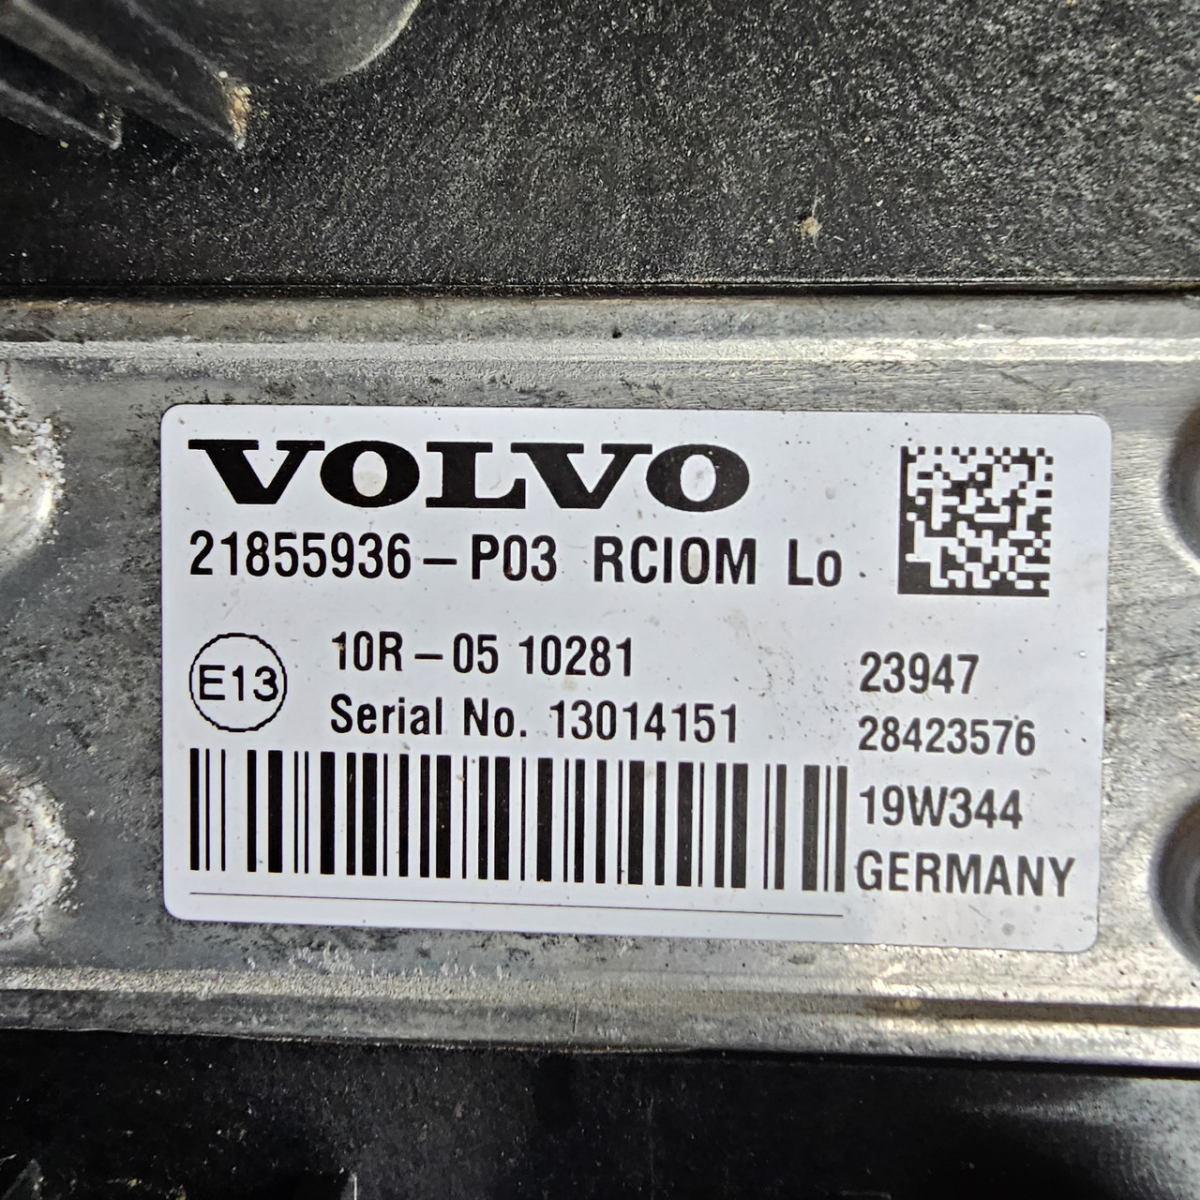 VOLVO
21855936-P03 RCIOM Lo
E13
10R-05 10281
Serial No. 13014151
23947
28423576
19W344
GERMANY